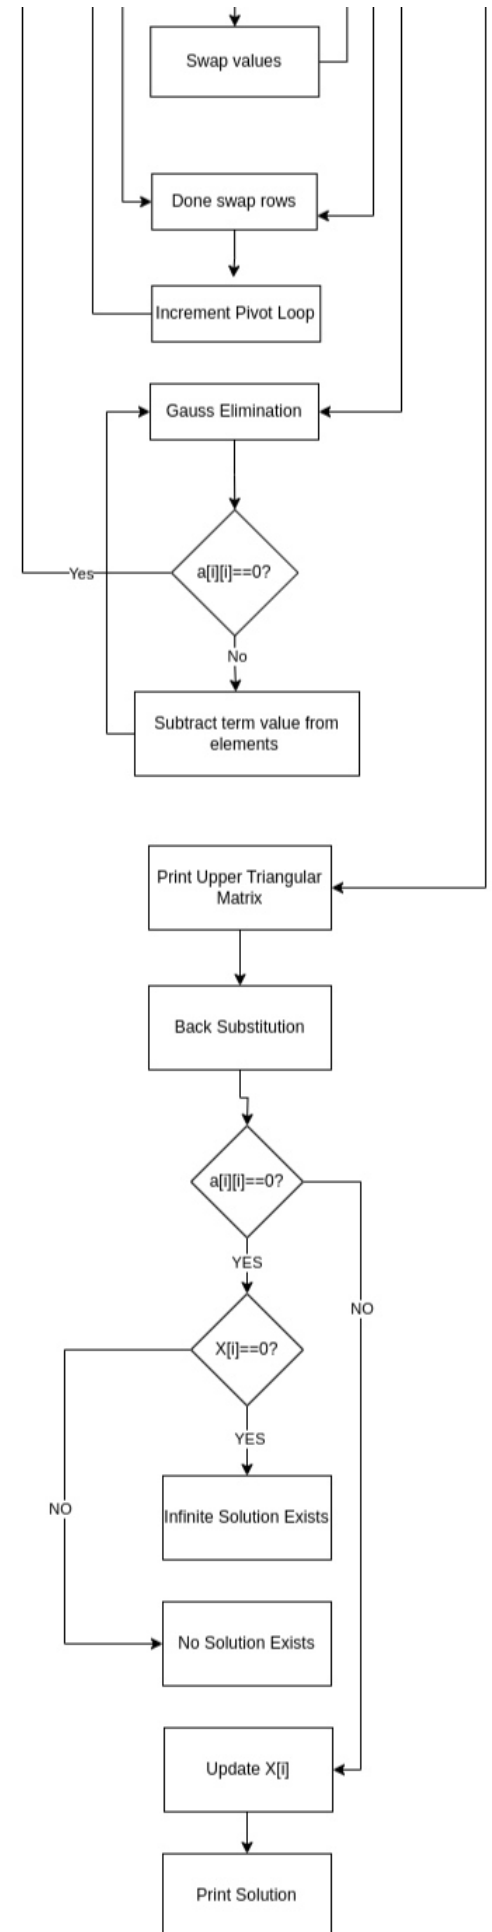 Swap values
Done swap rows
Increment Pivot Loop
Gauss Elimination
a[i][i]==0?
Yes
No
Subtract term value from
elements
Print Upper Triangular
Matrix
Back Substitution
a[i][i]==0?
YES
NO
X[i]==0?
YES
NO
Infinite Solution Exists
No Solution Exists
Update X[i]
Print Solution